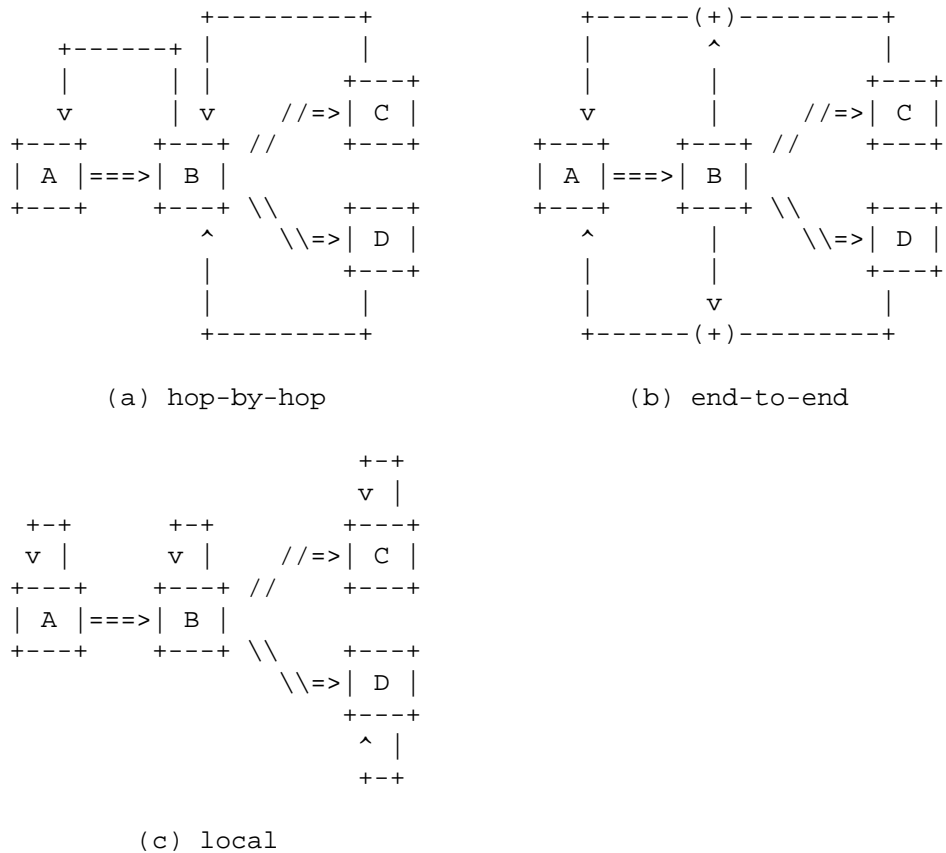 +---------+                     +------(+)---------+
   +------+ |          |                     |       ^          |
   |      | |        +---+                   |       |        +---+
   v      | v    //=>| C |                   v       |    //=>| C |
+---+    +---+ //    +---+                +---+    +---+ //    +---+
| A |===>| B |                            | A |===>| B |
+---+    +---+ \\    +---+                +---+    +---+ \\    +---+
            ^    \\=>| D |                   ^       |    \\=>| D |
            |        +---+                   |       |        +---+
            |          |                     |       v          |
            +---------+                      +------(+)---------+
(a) hop-by-hop (b) end-to-end
                      +-+
                      v |
 +-+      +-+        +---+
 v |      v |    //=>| C |
+---+    +---+ //    +---+
| A |===>| B |
+---+    +---+ \\    +---+
                 \\=>| D |
                     +---+
                      ^ |
                      +-+
(c) local